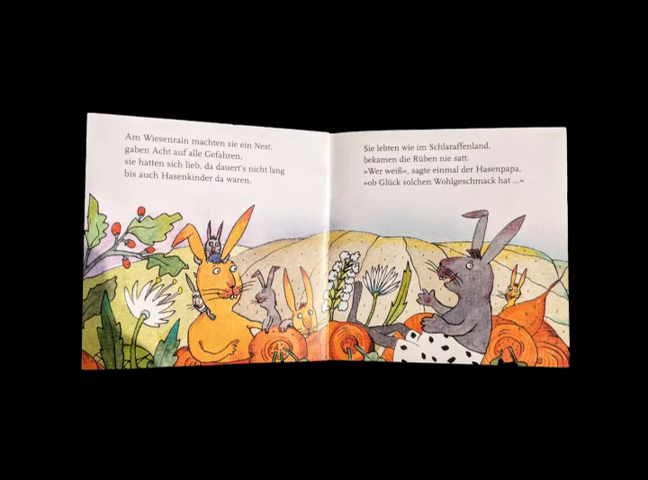 Am Wiesenrain machten sie ein Nest,
gaben Acht auf alle Gefahren,
sie hatten sich lieb, da dauert's nicht lang
bis auch Hasenkinder da waren.
Sie lebten wie im Schlaraffenland,
bekamen die Rüben nie satt.
»Wer weiß«, sagte einmal der Hasenpapa,
»ob Glück solchen Wohlgeschmack hat ...«